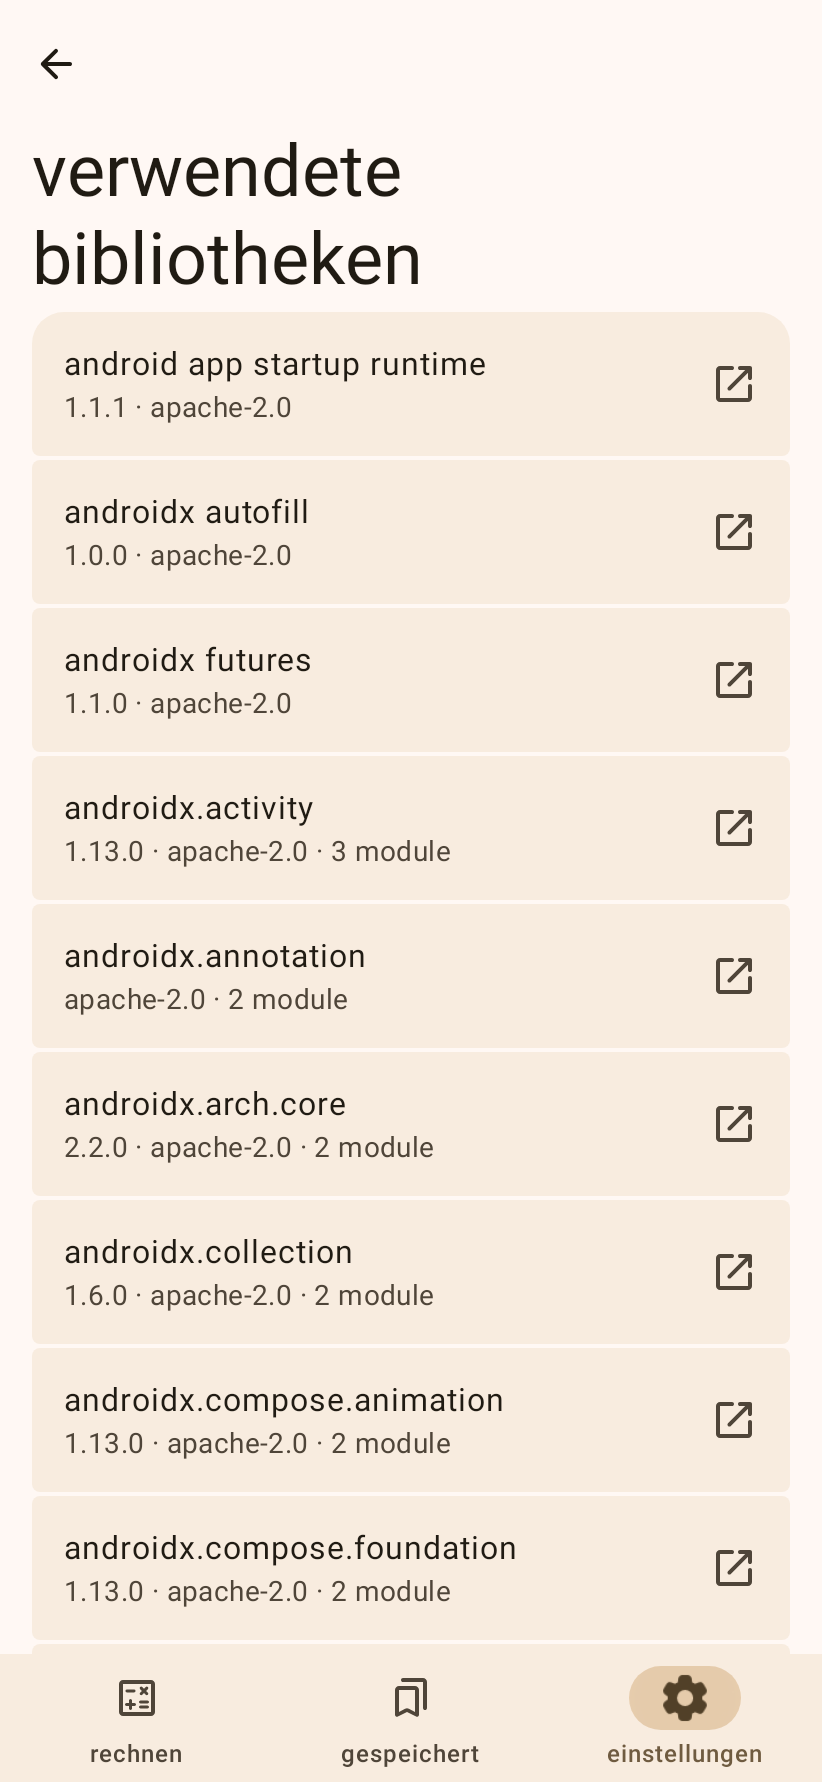 verwendete
bibliotheken
android app startup runtime
1.1.1 · apache-2.0
androidx autofill
1.0.0 · apache-2.0
androidx futures
1.1.0 · apache-2.0
androidx.activity
1.13.0 · apache-2.0 · 3 module
androidx.annotation
apache-2.0 · 2 module
androidx.arch.core
2.2.0 · apache-2.0 · 2 module
androidx.collection
1.6.0 · apache-2.0 · 2 module
androidx.compose.animation
1.13.0 · apache-2.0 · 2 module
androidx.compose.foundation
1.13.0 · apache-2.0 · 2 module
rechnen
gespeichert
einstellungen